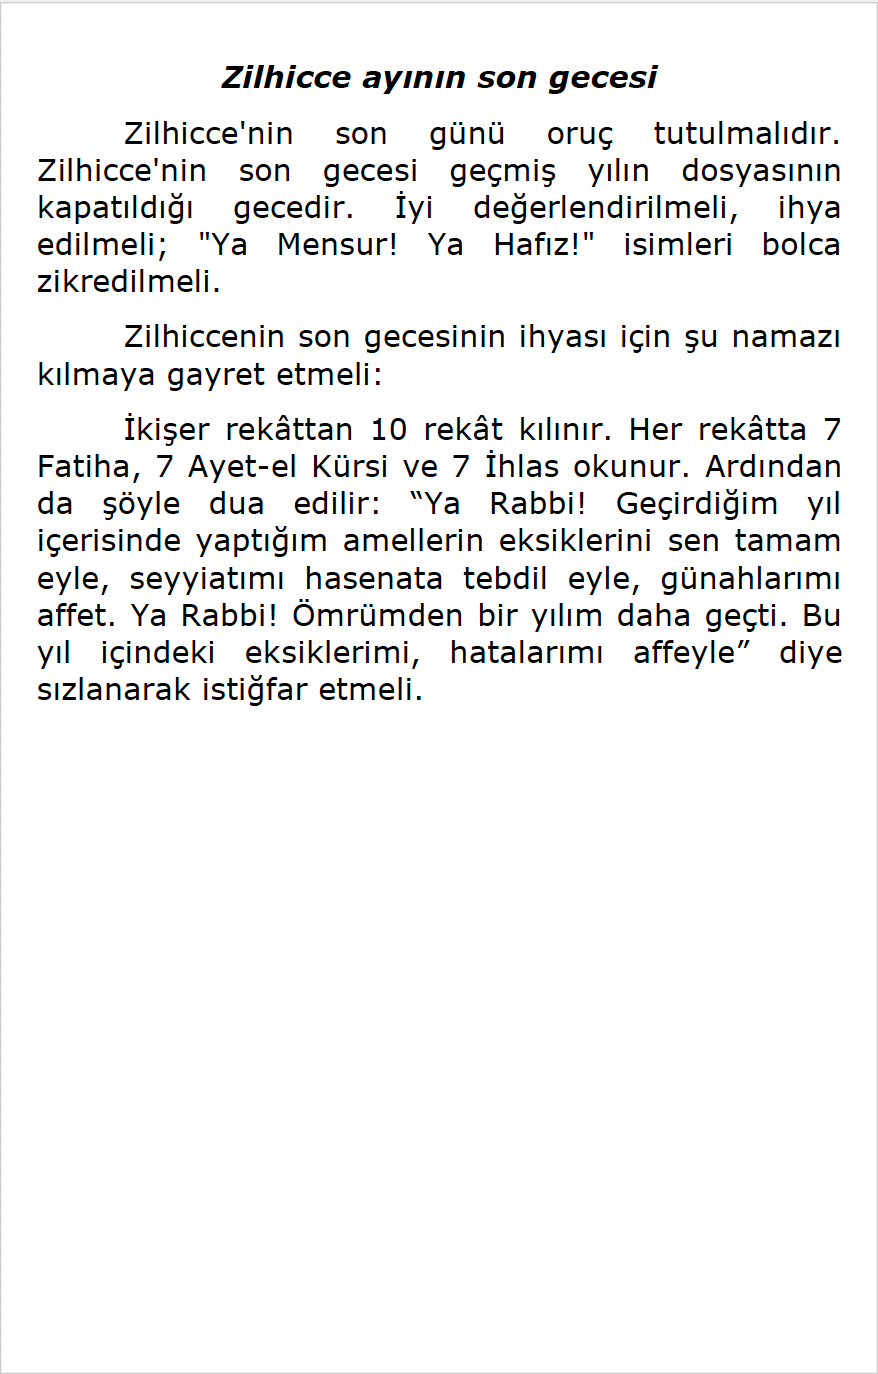 Zilhicce ayının son gecesi
Zilhicce'nin son günü oruç tutulmalıdır.
Zilhicce'nin son gecesi geçmiş yılın dosyasının
kapatıldığı gecedir. İyi değerlendirilmeli, ihya
edilmeli; "Ya Mensur! Ya Hafız!" isimleri bolca
zikredilmeli.
Zilhiccenin son gecesinin ihyası için şu namazı
kılmaya gayret etmeli:
İkişer rekâttan 10 rekât kılınır. Her rekâtta 7
Fatiha, 7 Ayet-el Kürsi ve 7 İhlas okunur. Ardından
da şöyle dua edilir: “Ya Rabbi! Geçirdiğim yıl
içerisinde yaptığım amellerin eksiklerini sen tamam
eyle, seyyiatımı hasenata tebdil eyle, günahlarımı
affet. Ya Rabbi! Ömrümden bir yılım daha geçti. Bu
yıl içindeki eksiklerimi, hatalarımı affeyle” diye
sızlanarak istiğfar etmeli.